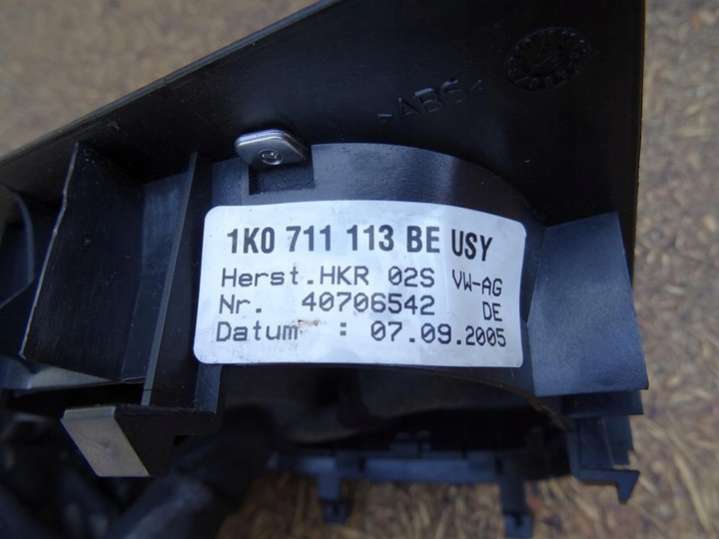 >ABS<
1K0 711 113 BE USY
Herst.HKR 02S VW-AG
Nr. 40706542 DE
Datum : 07.09.2005